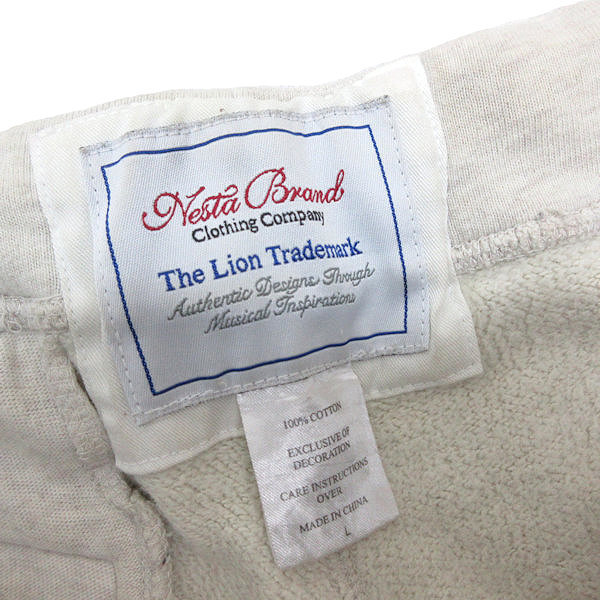 Nesta Brand
Clothing Company
The Lion Trademark
Authentic Designs Through
Musical Inspirations
100% COTTON
EXCLUSIVE OF
DECORATION
CARE INSTRUCTIONS
OVER
MADE IN CHINA
L